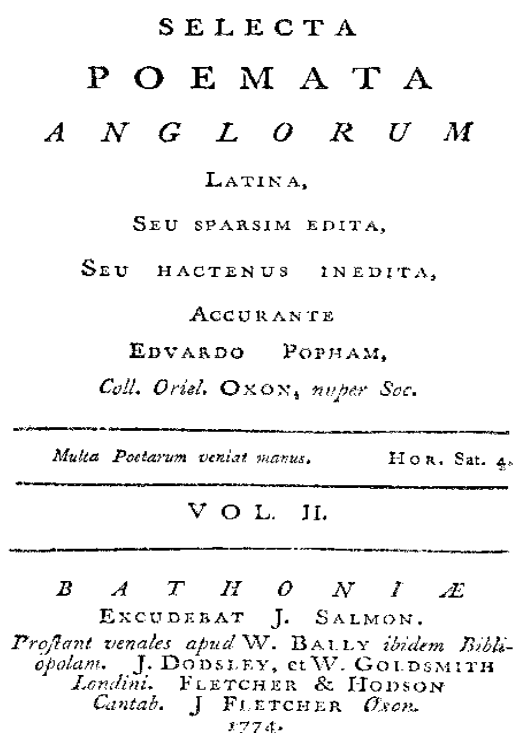 SELECTA
POEMATA
ANGLORUM
LATINA,
SEU SPARSIM EDITA,
SEU HACTENUS INEDITA,
ACCURANTE
EDVARDO POPHAM,
Coll. Oriel. OXON, nuper Soc.
Multa Poetarum veniat manus. HOR. Sat. 4.
VOL. II.
BATHONIÆ
EXCUDEBAT J. SALMON.
Proſtant venales apud W. BALLY ibidem Bibli-
opolam. J. DODSLEY, et W. GOLDSMITH
Londini. FLETCHER & HODSON
Cantab. J FLETCHER Oxon.
1774.